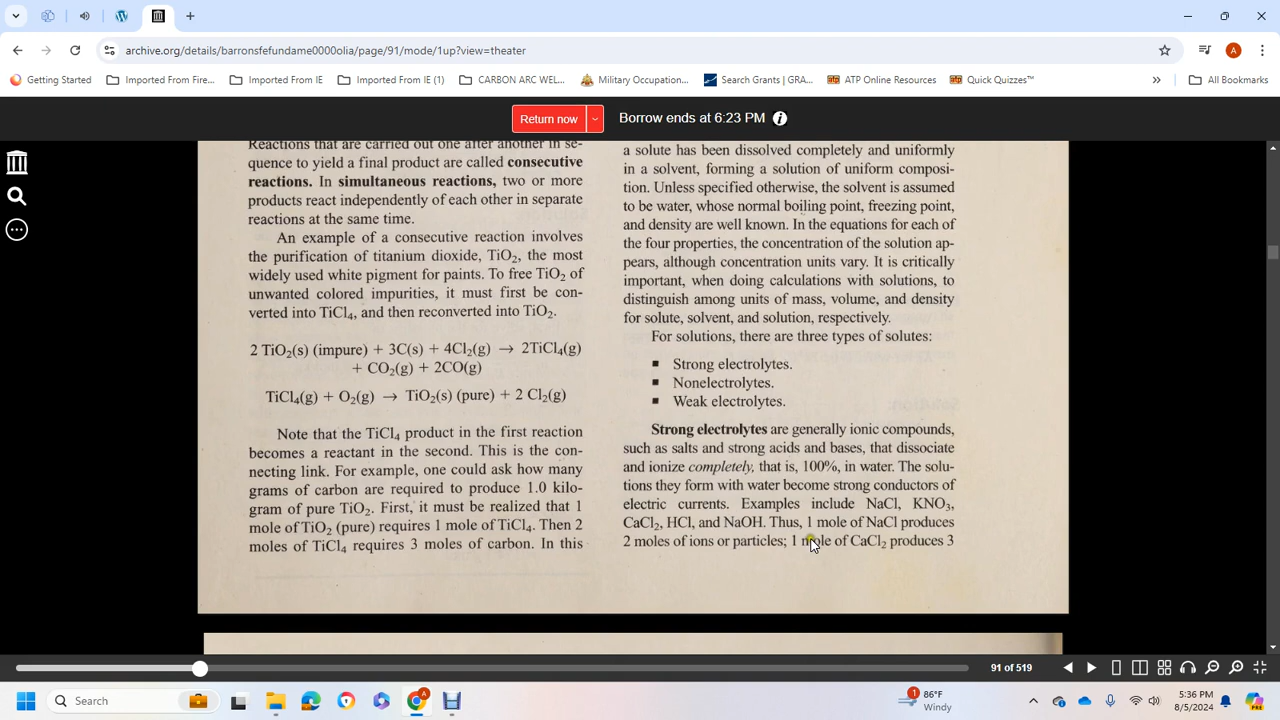 archive.org/details/barronsfefundame0000olia/page/91/mode/1up?view=theater
A
Getting Started
Imported From Fire...
Imported From IE
Imported From IE (1)
CARBON ARC WEL...
Military Occupation...
Search Grants | GRA...
ATP Online Resources
Quick Quizzes™
All Bookmarks
Return now
Borrow ends at 6:23 PM
Reactions that are carried out one after another in se-
quence to yield a final product are called consecutive
reactions. In simultaneous reactions, two or more
products react independently of each other in separate
reactions at the same time.
An example of a consecutive reaction involves
the purification of titanium dioxide, TiO₂, the most
widely used white pigment for paints. To free TiO₂ of
unwanted colored impurities, it must first be con-
verted into TiCl₄, and then reconverted into TiO₂.
2 TiO₂(s) (impure) + 3C(s) + 4Cl₂(g) → 2TiCl₄(g)
+ CO₂(g) + 2CO(g)
TiCl₄(g) + O₂(g) → TiO₂(s) (pure) + 2 Cl₂(g)
Note that the TiCl₄ product in the first reaction
becomes a reactant in the second. This is the con-
necting link. For example, one could ask how many
grams of carbon are required to produce 1.0 kilo-
gram of pure TiO₂. First, it must be realized that 1
mole of TiO₂ (pure) requires 1 mole of TiCl₄. Then 2
moles of TiCl₄ requires 3 moles of carbon. In this
a solute has been dissolved completely and uniformly
in a solvent, forming a solution of uniform composi-
tion. Unless specified otherwise, the solvent is assumed
to be water, whose normal boiling point, freezing point,
and density are well known. In the equations for each of
the four properties, the concentration of the solution ap-
pears, although concentration units vary. It is critically
important, when doing calculations with solutions, to
distinguish among units of mass, volume, and density
for solute, solvent, and solution, respectively.
For solutions, there are three types of solutes:
■ Strong electrolytes.
■ Nonelectrolytes.
■ Weak electrolytes.
Strong electrolytes are generally ionic compounds,
such as salts and strong acids and bases, that dissociate
and ionize completely, that is, 100%, in water. The solu-
tions they form with water become strong conductors of
electric currents. Examples include NaCl, KNO₃,
CaCl₂, HCl, and NaOH. Thus, 1 mole of NaCl produces
2 moles of ions or particles; 1 mole of CaCl₂ produces 3
91 of 519
Search
1
86°F
Windy
5:36 PM
8/5/2024